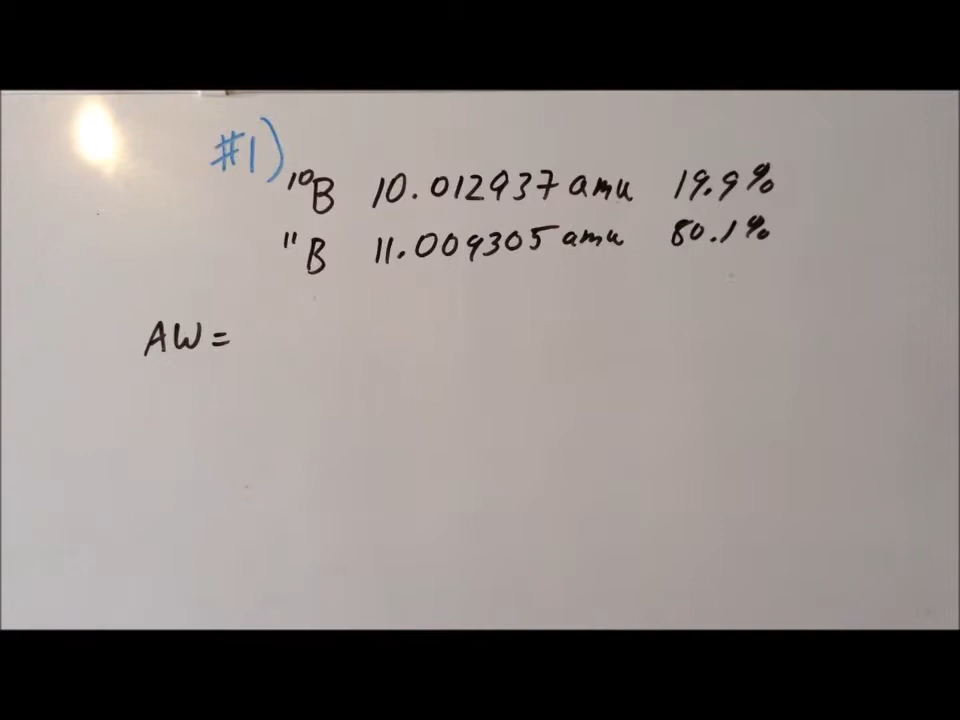 #1)
¹⁰B 10.012937 amu 19.9%
¹¹B 11.009305 amu 80.1%
AW =